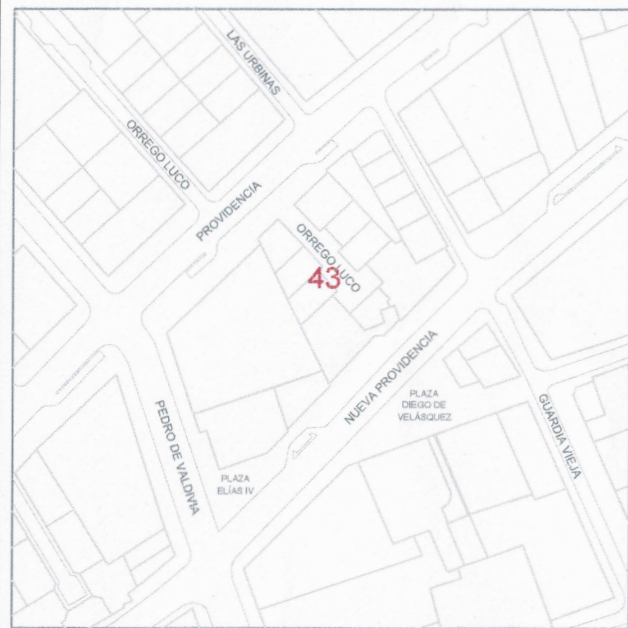 LAS URBINAS
ORREGO LUCO
PROVIDENCIA
ORREGO LUCO
43
NUEVA PROVIDENCIA
PLAZA
DIEGO DE
VELÁSQUEZ
GUARDIA VIEJA
PEDRO DE VALDIVIA
PLAZA
ELÍAS IV